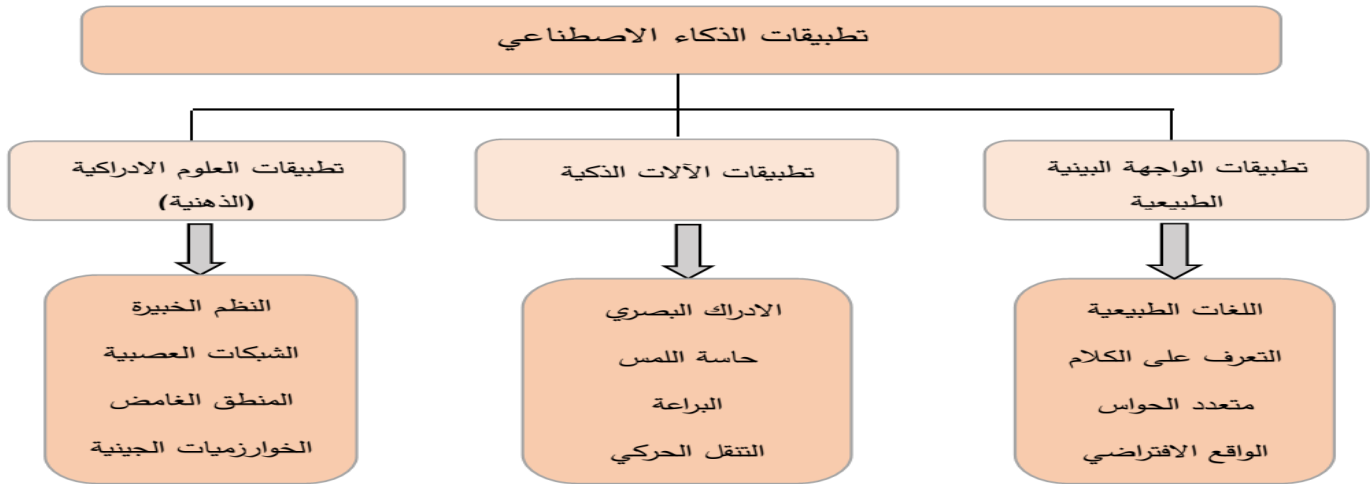 تطبيقات الذكاء الاصطناعي
تطبيقات الواجهة البينية
الطبيعية
تطبيقات الآلات الذكية
تطبيقات العلوم الادراكية
(الذهنية)
اللغات الطبيعية
التعرف على الكلام
متعدد الحواس
الواقع الافتراضي
الادراك البصري
حاسة اللمس
البراعة
التنقل الحركي
النظم الخبيرة
الشبكات العصبية
المنطق الغامض
الخوارزميات الجينية